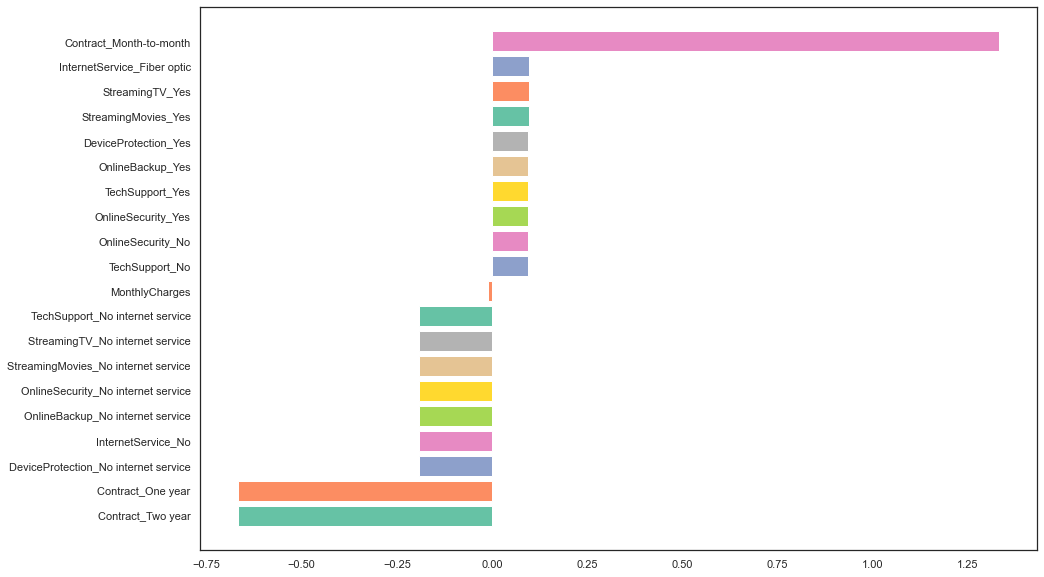 Contract_Month-to-month
InternetService_Fiber optic
StreamingTV_Yes
StreamingMovies_Yes
DeviceProtection_Yes
OnlineBackup_Yes
TechSupport_Yes
OnlineSecurity_Yes
OnlineSecurity_No
TechSupport_No
MonthlyCharges
TechSupport_No internet service
StreamingTV_No internet service
StreamingMovies_No internet service
OnlineSecurity_No internet service
OnlineBackup_No internet service
InternetService_No
DeviceProtection_No internet service
Contract_One year
Contract_Two year
−0.75 −0.50 −0.25 0.00 0.25 0.50 0.75 1.00 1.25